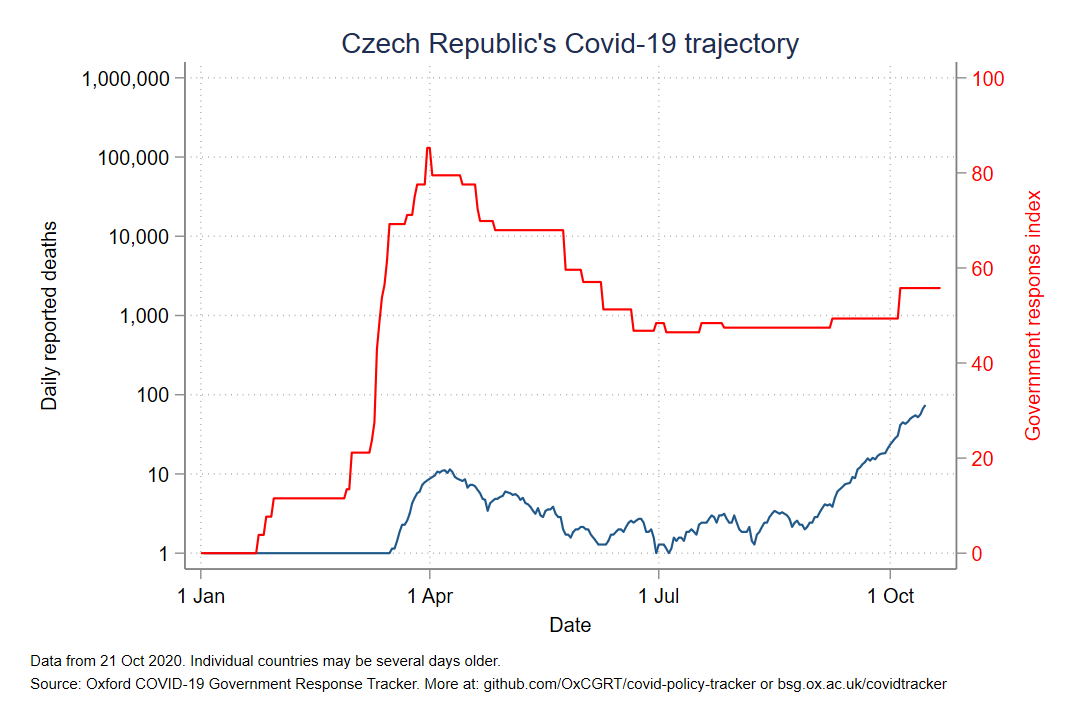 Czech Republic's Covid-19 trajectory
1,000,000
100,000
10,000
1,000
100
10
1
Daily reported deaths
100
80
60
40
20
0
Government response index
1 Jan
1 Apr
1 Jul
1 Oct
Date
Data from 21 Oct 2020. Individual countries may be several days older.
Source: Oxford COVID-19 Government Response Tracker. More at: github.com/OxCGRT/covid-policy-tracker or bsg.ox.ac.uk/covidtracker